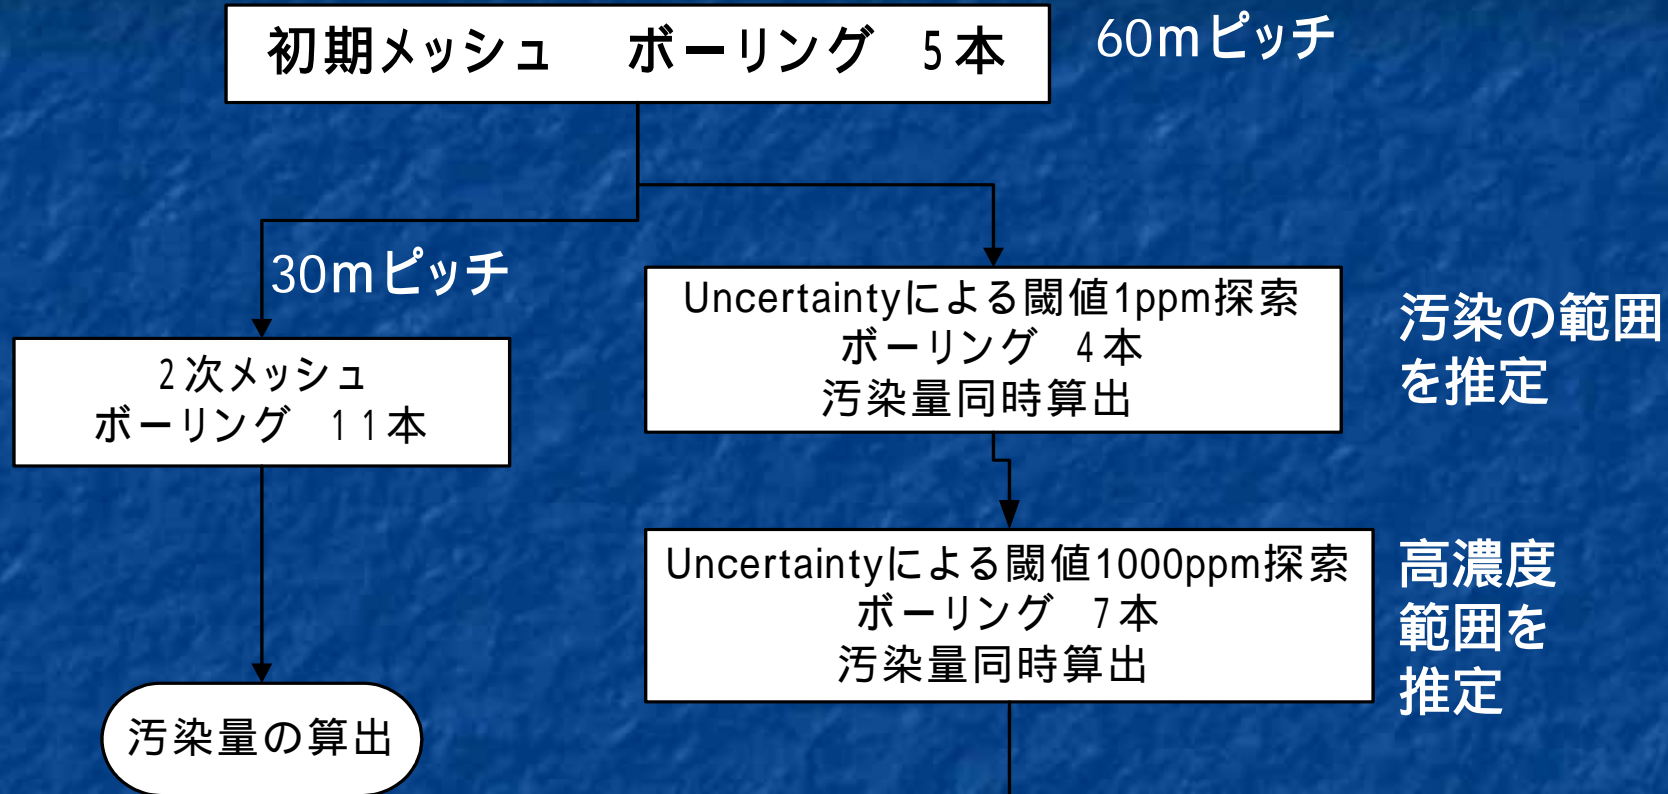 初期メッシュ　ボーリング　5本
60mピッチ
30mピッチ
2次メッシュ
ボーリング　11本
汚染量の算出
Uncertaintyによる閾値1ppm探索
ボーリング　4本
汚染量同時算出
汚染の範囲
を推定
Uncertaintyによる閾値1000ppm探索
ボーリング　7本
汚染量同時算出
高濃度
範囲を
推定